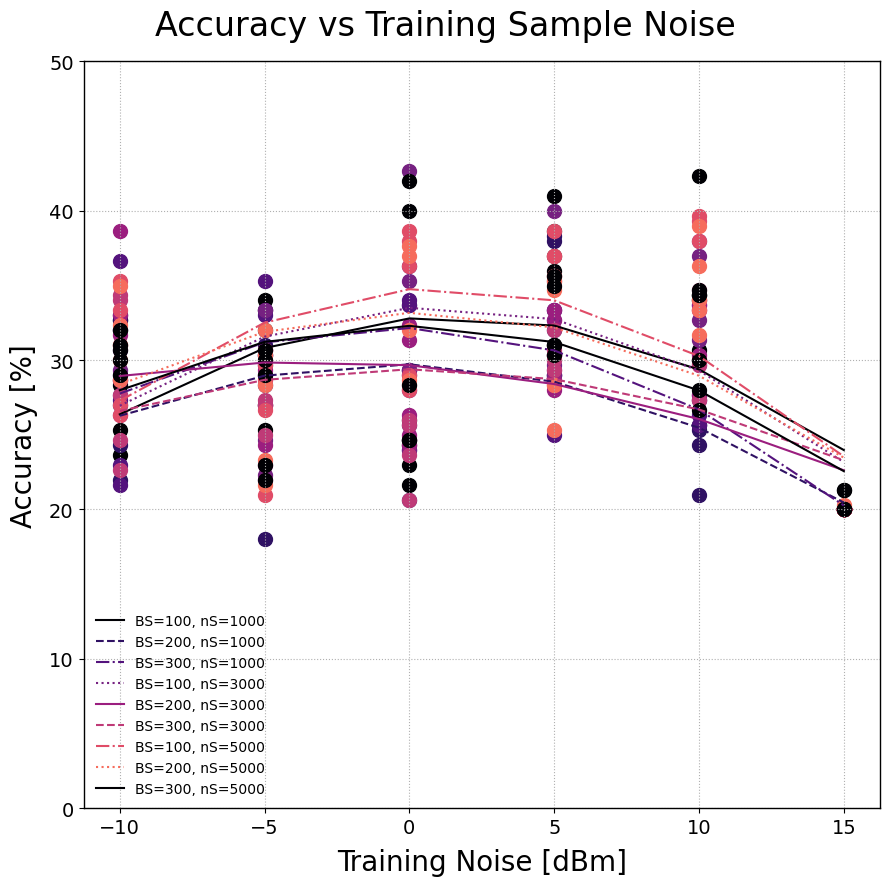 Accuracy vs Training Sample Noise
Accuracy [%]
50
40
30
20
10
0
BS=100, nS=1000
BS=200, nS=1000
BS=300, nS=1000
BS=100, nS=3000
BS=200, nS=3000
BS=300, nS=3000
BS=100, nS=5000
BS=200, nS=5000
BS=300, nS=5000
−10 −5 0 5 10 15
Training Noise [dBm]